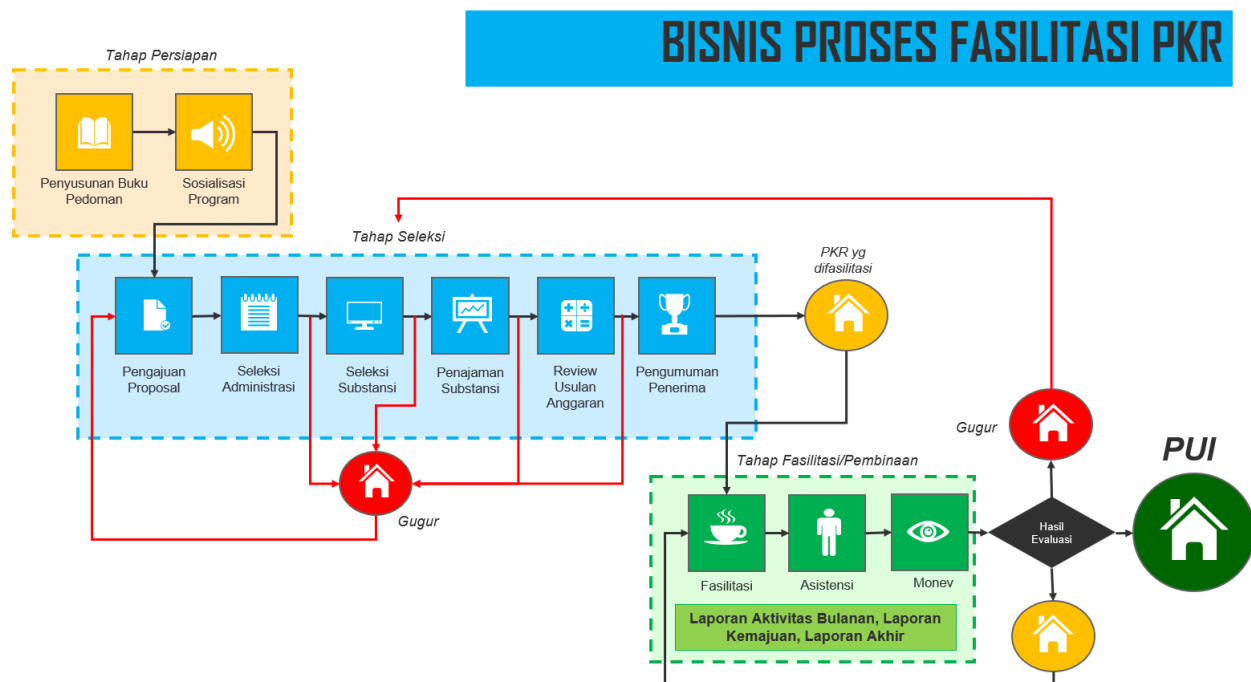 BISNIS PROSES FASILITASI PKR
Tahap Persiapan
Penyusunan Buku
Pedoman
Sosialisasi
Program
Tahap Seleksi
PKR yg
difasilitasi
Pengajuan
Proposal
Seleksi
Administrasi
Seleksi
Substansi
Penajaman
Substansi
Review
Usulan
Anggaran
Pengumuman
Penerima
Gugur
Gugur
PUI
Tahap Fasilitasi/Pembinaan
Hasil
Evaluasi
Fasilitasi
Asistensi
Monev
Laporan Aktivitas Bulanan, Laporan
Kemajuan, Laporan Akhir